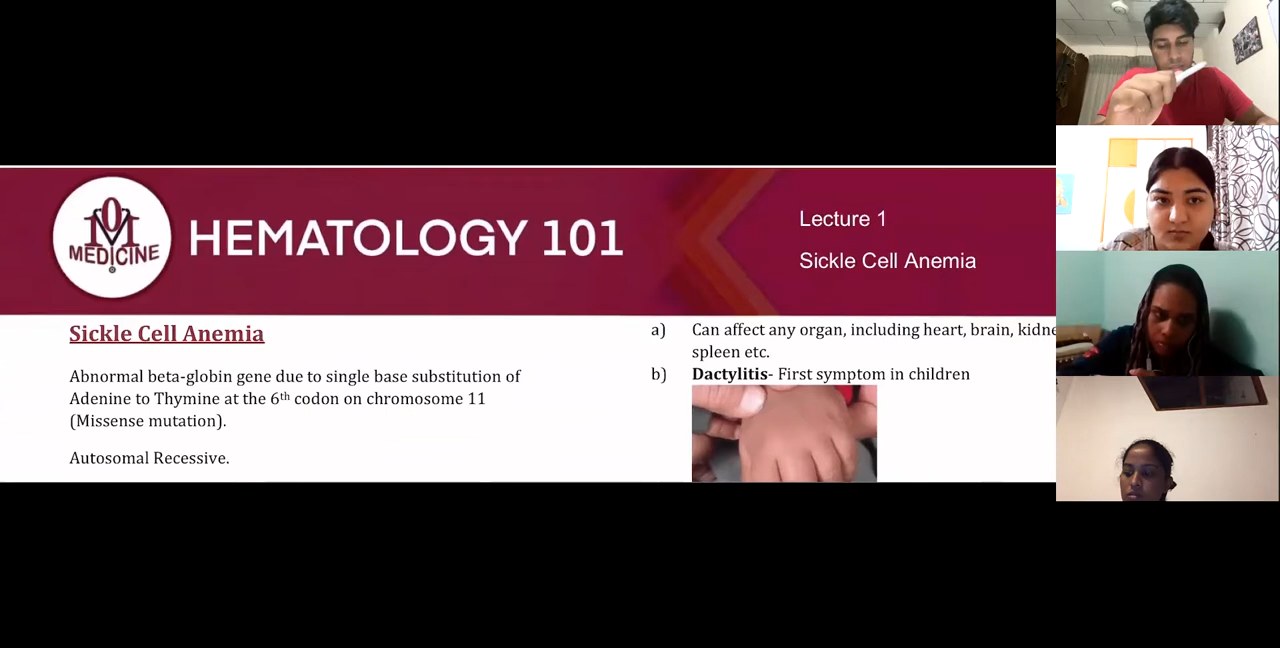 MEDICINE
HEMATOLOGY 101
Lecture 1
Sickle Cell Anemia
Sickle Cell Anemia
Abnormal beta-globin gene due to single base substitution of
Adenine to Thymine at the 6th codon on chromosome 11
(Missense mutation).
Autosomal Recessive.
a) Can affect any organ, including heart, brain, kidne
spleen etc.
b) Dactylitis- First symptom in children